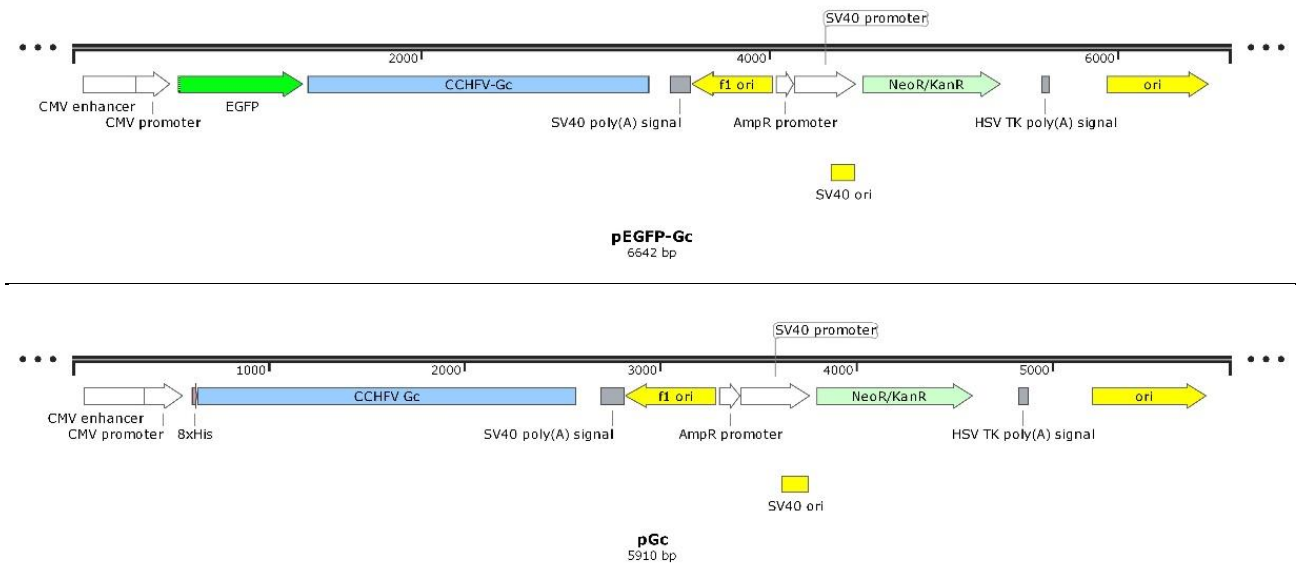 SV40 promoter
2000 4000 6000
EGFP CCHFV-Gc f1 ori NeoR/KanR ori
CMV enhancer
CMV promoter
SV40 poly(A) signal
AmpR promoter
HSV TK poly(A) signal
SV40 ori
pEGFP-Gc
6642 bp
SV40 promoter
1000 2000 3000 4000 5000
CCHFV Gc f1 ori NeoR/KanR ori
CMV enhancer
CMV promoter 8xHis SV40 poly(A) signal AmpR promoter HSV TK poly(A) signal
SV40 ori
pGc
5910 bp